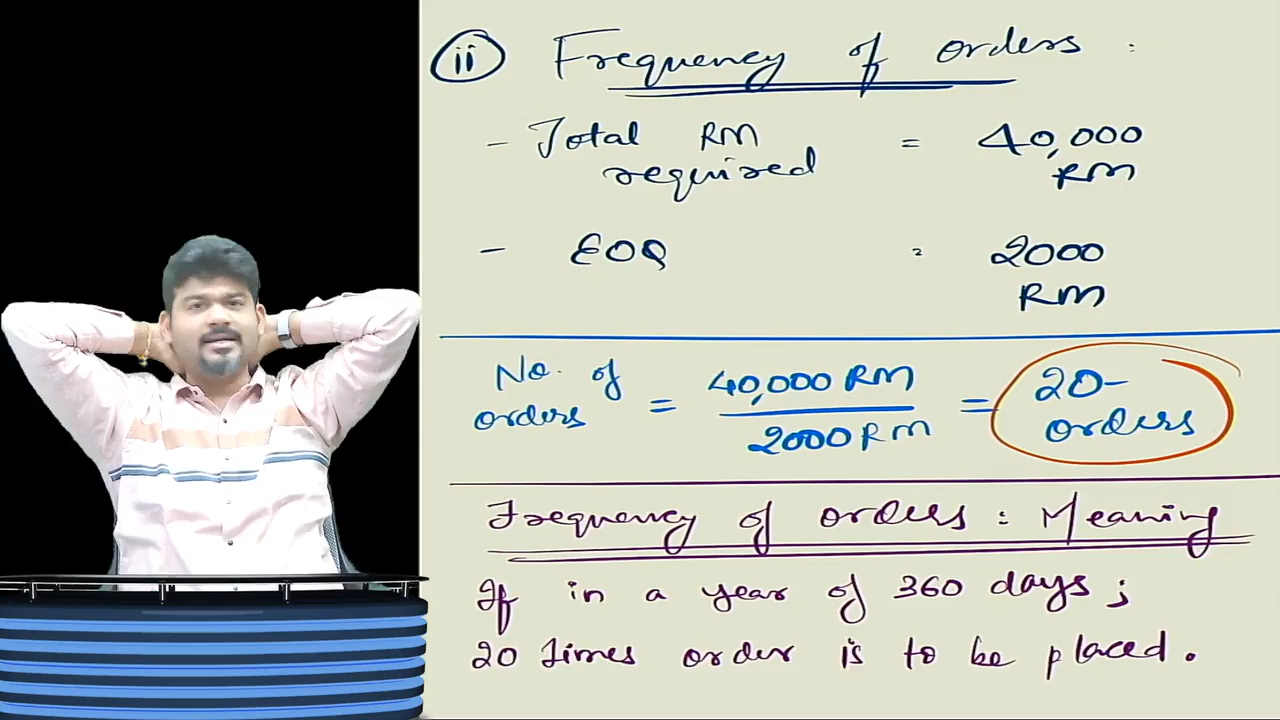 ii Frequency of orders :
- Total RM required = 40,000 RM
- EOQ = 2000 RM
No. of orders = 40,000 RM / 2000 RM = 20- orders
Frequency of orders : Meaning
If in a year of 360 days ;
20 times order is to be placed .